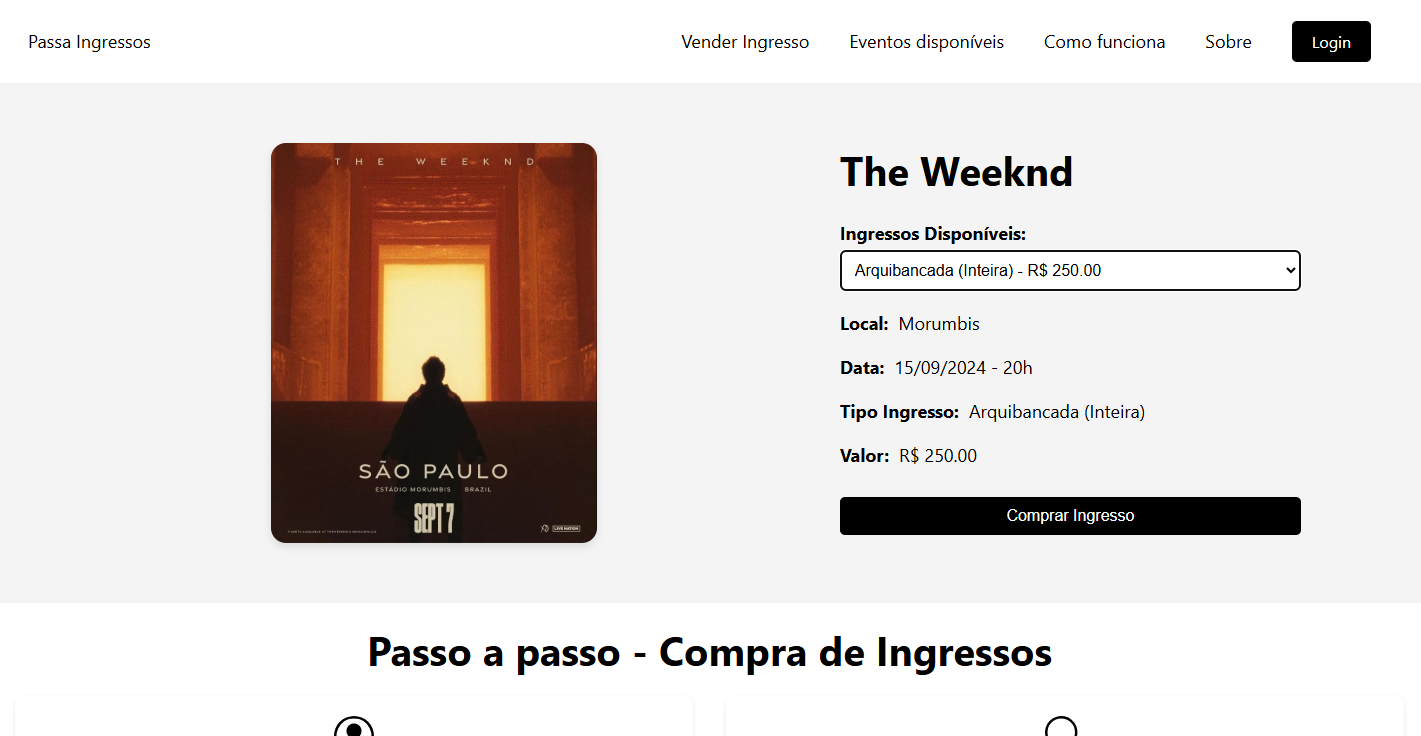 Passa Ingressos
Vender Ingresso
Eventos disponíveis
Como funciona
Sobre
Login
THE WEEKND
SÃO PAULO
ESTÁDIO MORUMBIS BRAZIL
SEPT 7
LIVE NATION
The Weeknd
Ingressos Disponíveis:
Arquibancada (Inteira) - R$ 250.00
Local: Morumbis
Data: 15/09/2024 - 20h
Tipo Ingresso: Arquibancada (Inteira)
Valor: R$ 250.00
Comprar Ingresso
Passo a passo - Compra de Ingressos